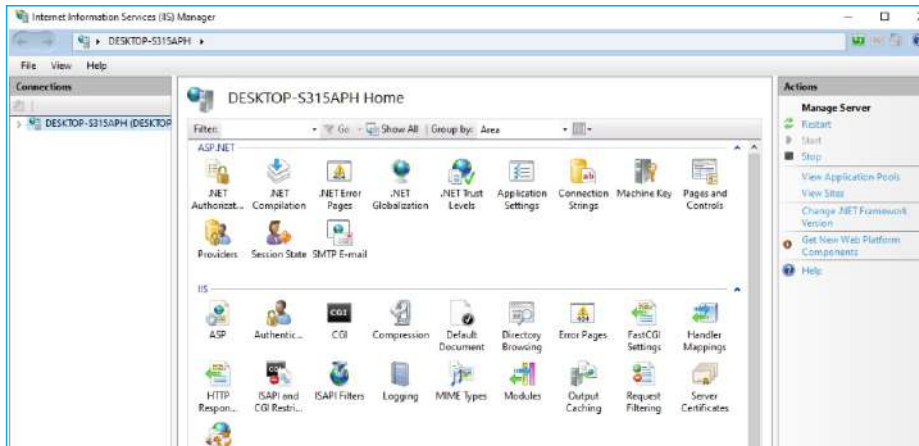 Internet Information Services (IIS) Manager
DESKTOP-S315APH
File View Help
Connections
DESKTOP-S315APH (DESKTOP
DESKTOP-S315APH Home
Filter: Go Show All Group by: Area
ASP.NET
.NET Authorizat...
.NET Compilation
.NET Error Pages
.NET Globalization
.NET Trust Levels
Application Settings
Connection Strings
Machine Key
Pages and Controls
Providers
Session State
SMTP E-mail
IIS
ASP
Authentic...
CGI
Compression
Default Document
Directory Browsing
Error Pages
FastCGI Settings
Handler Mappings
HTTP Respon...
ISAPI and CGI Restri...
ISAPI Filters
Logging
MIME Types
Modules
Output Caching
Request Filtering
Server Certificates
Actions
Manage Server
Restart
Start
Stop
View Application Pools
View Sites
Change .NET Framework
Version
Get New Web Platform
Components
Help